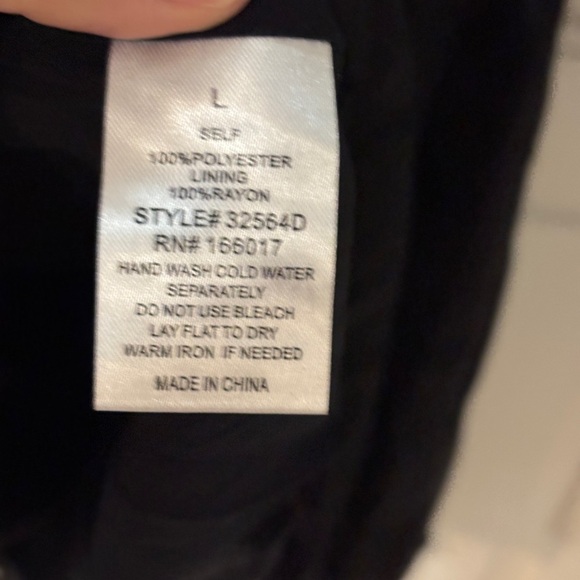 L
SELF
100%POLYESTER
LINING
100%RAYON
STYLE# 32564D
RN# 166017
HAND WASH COLD WATER
SEPARATELY
DO NOT USE BLEACH
LAY FLAT TO DRY
WARM IRON IF NEEDED
MADE IN CHINA